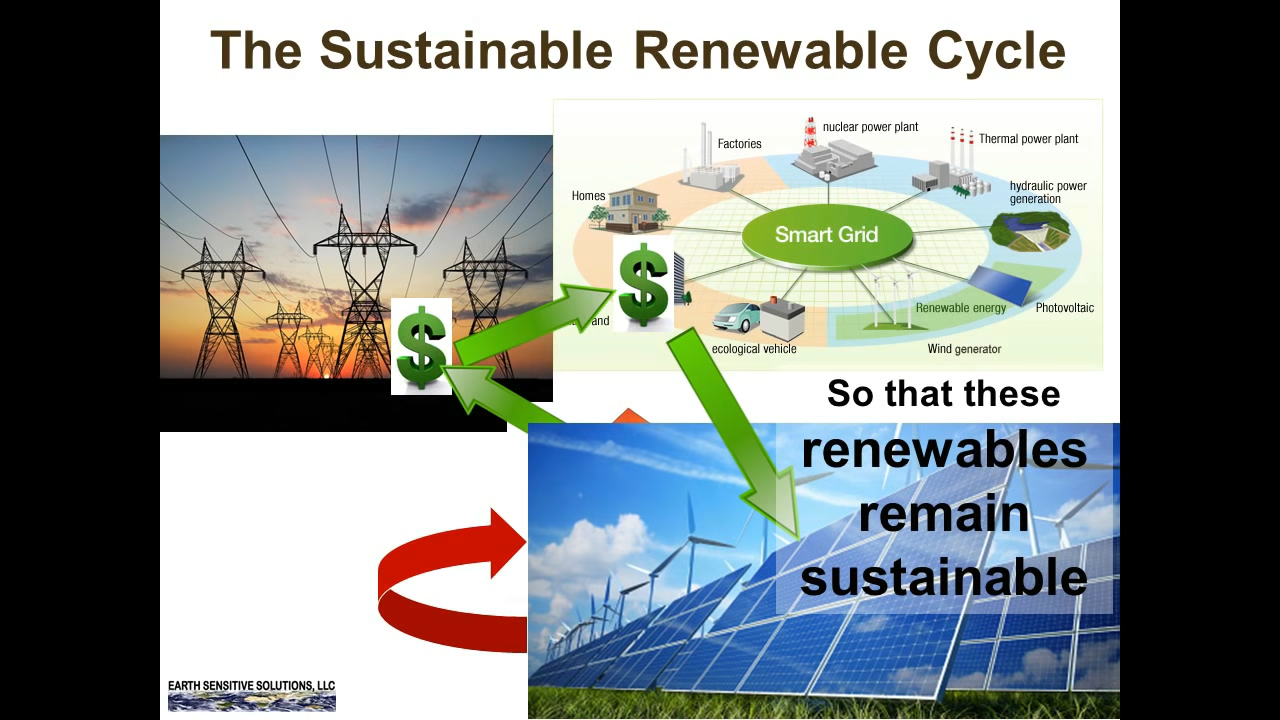 The Sustainable Renewable Cycle
nuclear power plant
Factories
Thermal power plant
Homes
hydraulic power
generation
Smart Grid
and
Renewable energy
Photovoltaic
ecological vehicle
Wind generator
So that these
renewables
remain
sustainable
$
$
EARTH SENSITIVE SOLUTIONS, LLC